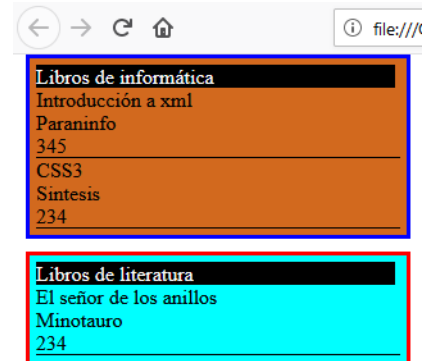 file:///
Libros de informática
Introducción a xml
Paraninfo
345
CSS3
Sintesis
234
Libros de literatura
El señor de los anillos
Minotauro
234